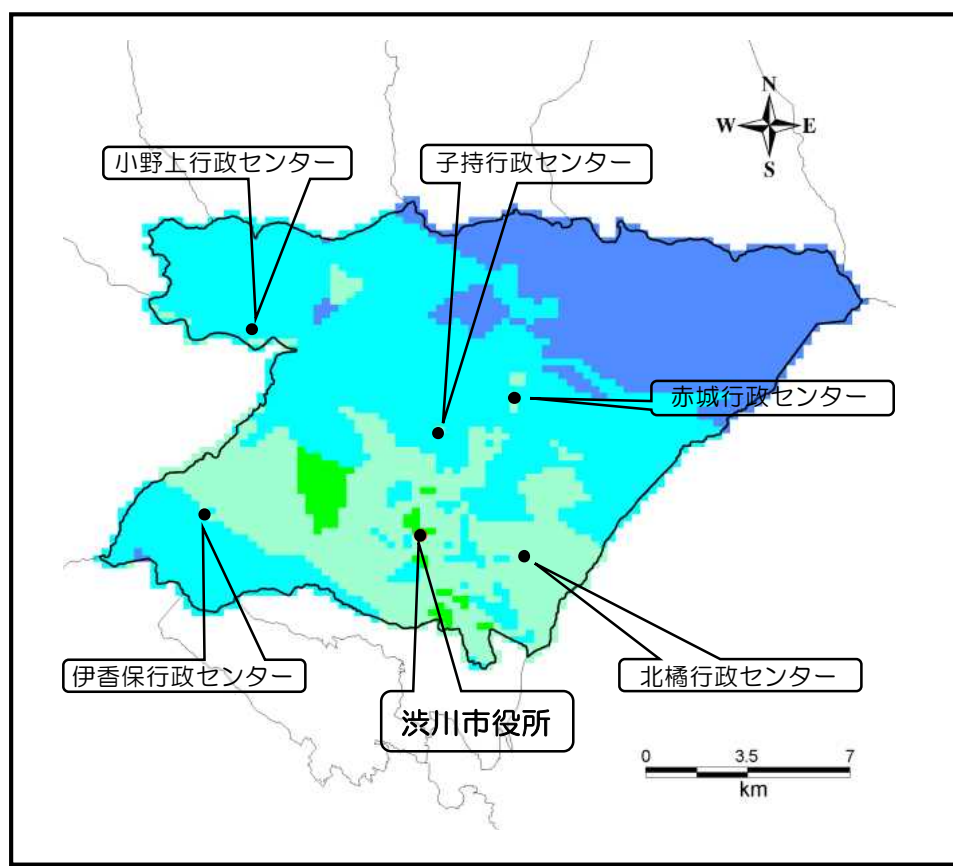 N
W E
S
小野上行政センター
子持行政センター
赤城行政センター
伊香保行政センター
北橘行政センター
渋川市役所
0 3.5 7
km